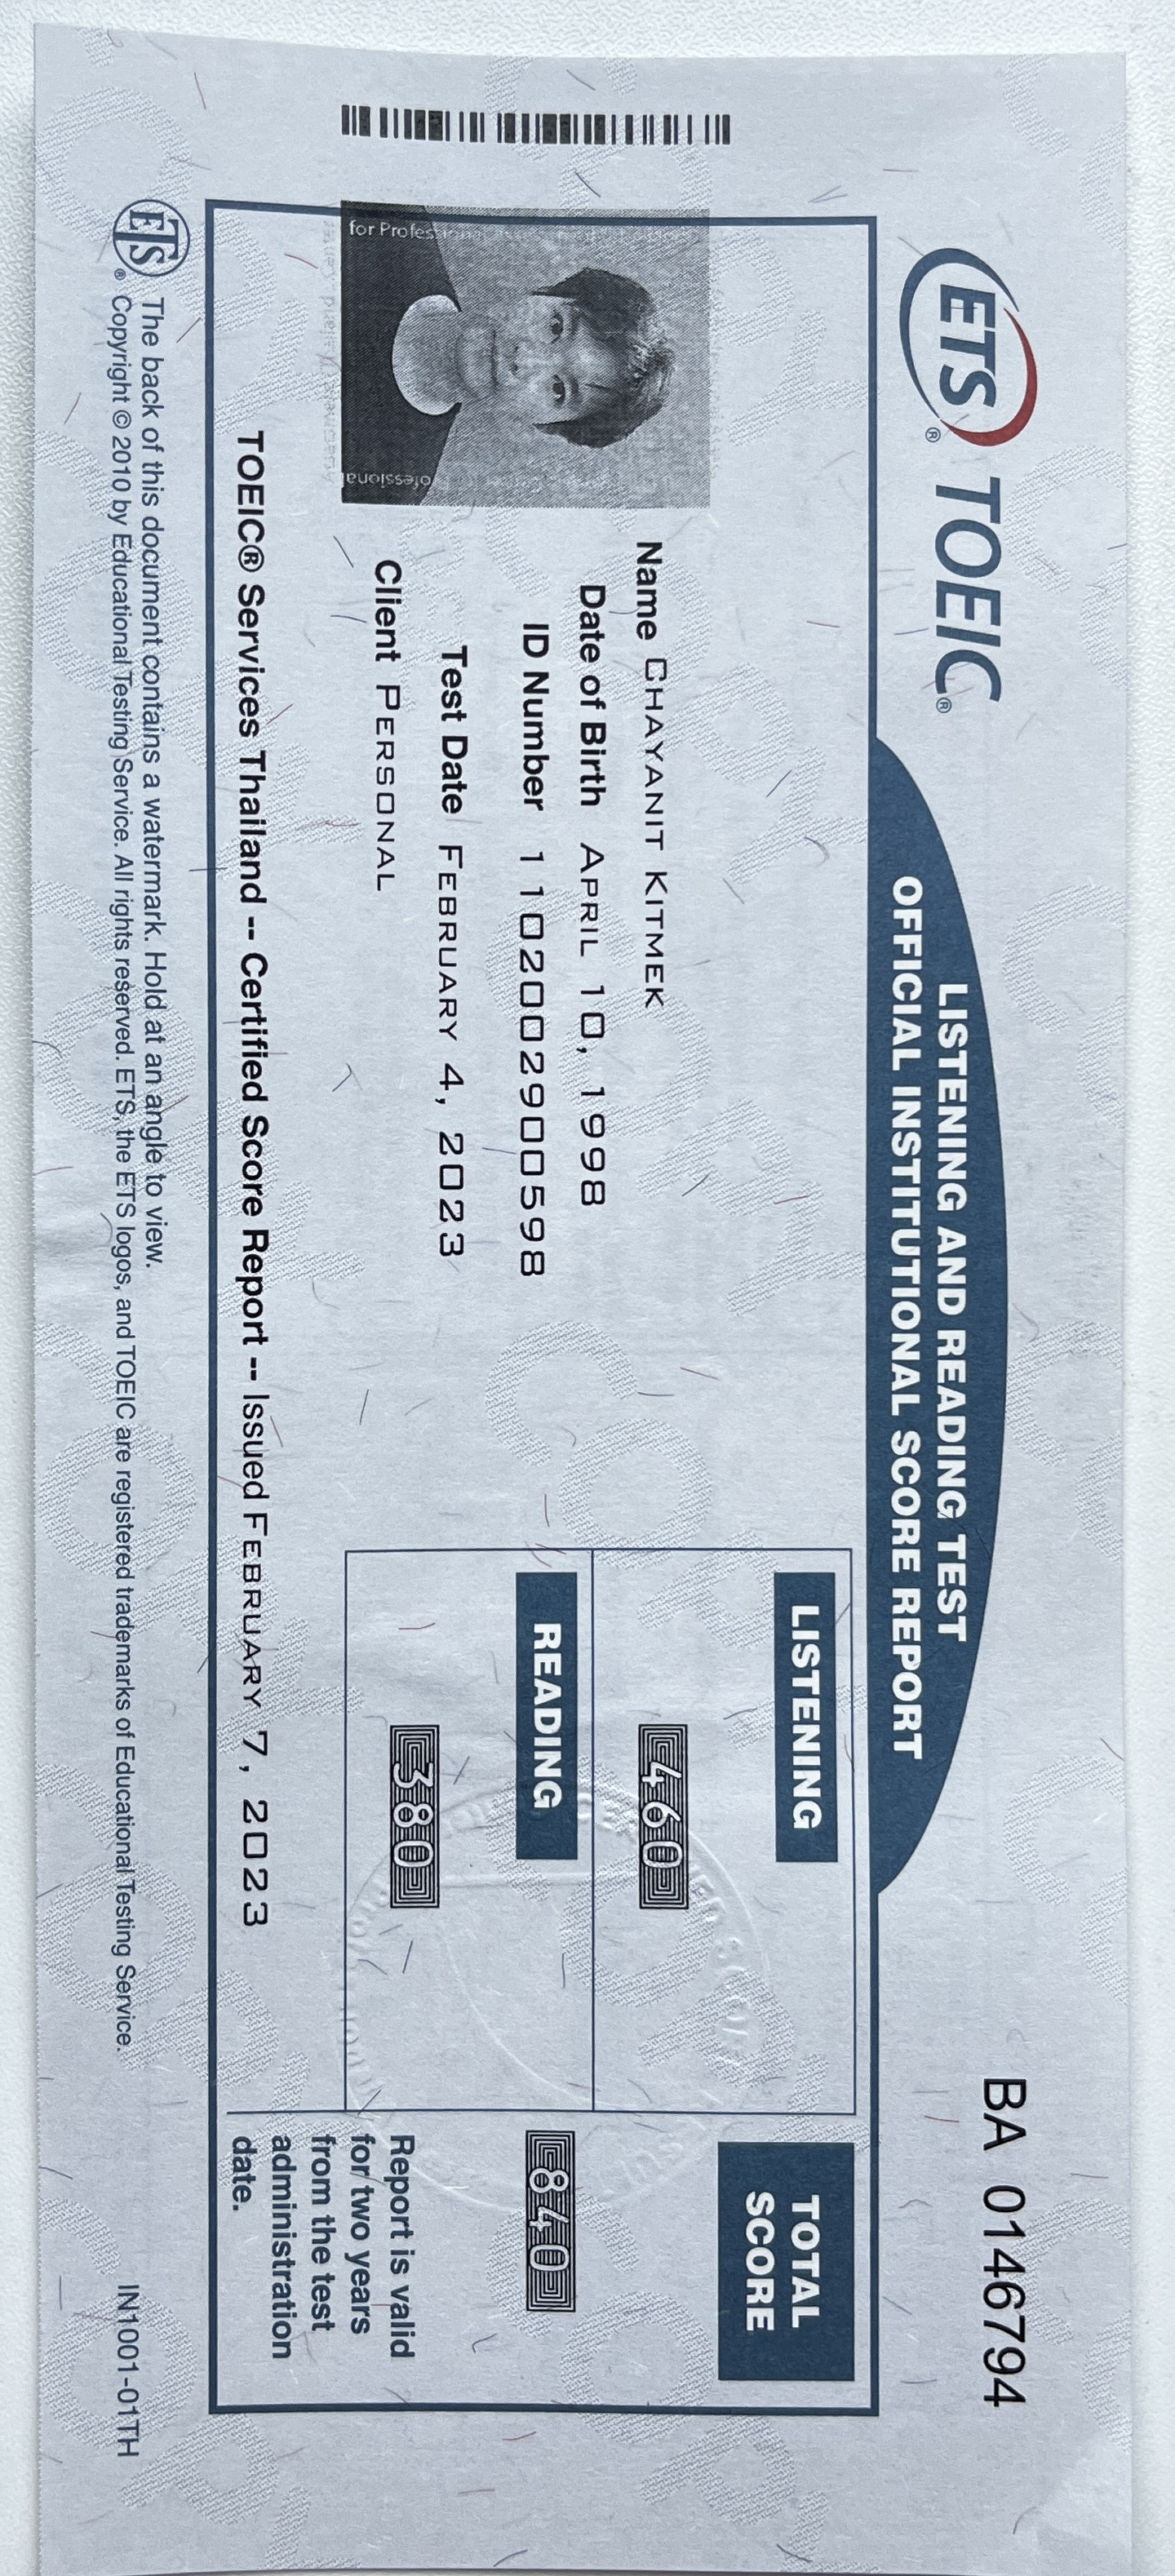 ETS® TOEIC®
BA 0146794
LISTENING AND READING TEST
OFFICIAL INSTITUTIONAL SCORE REPORT
Name CHAYANIT KITMEK
Date of Birth APRIL 10, 1998
ID Number 1102002900598
Test Date FEBRUARY 4, 2023
Client PERSONAL
LISTENING
460
READING
380
TOTAL
SCORE
840
Report is valid
for two years
from the test
administration
date.
TOEIC® Services Thailand -- Certified Score Report -- Issued FEBRUARY 7, 2023
ETS®
The back of this document contains a watermark. Hold at an angle to view.
Copyright © 2010 by Educational Testing Service. All rights reserved. ETS, the ETS logos, and TOEIC are registered trademarks of Educational Testing Service.
IN1001-01TH